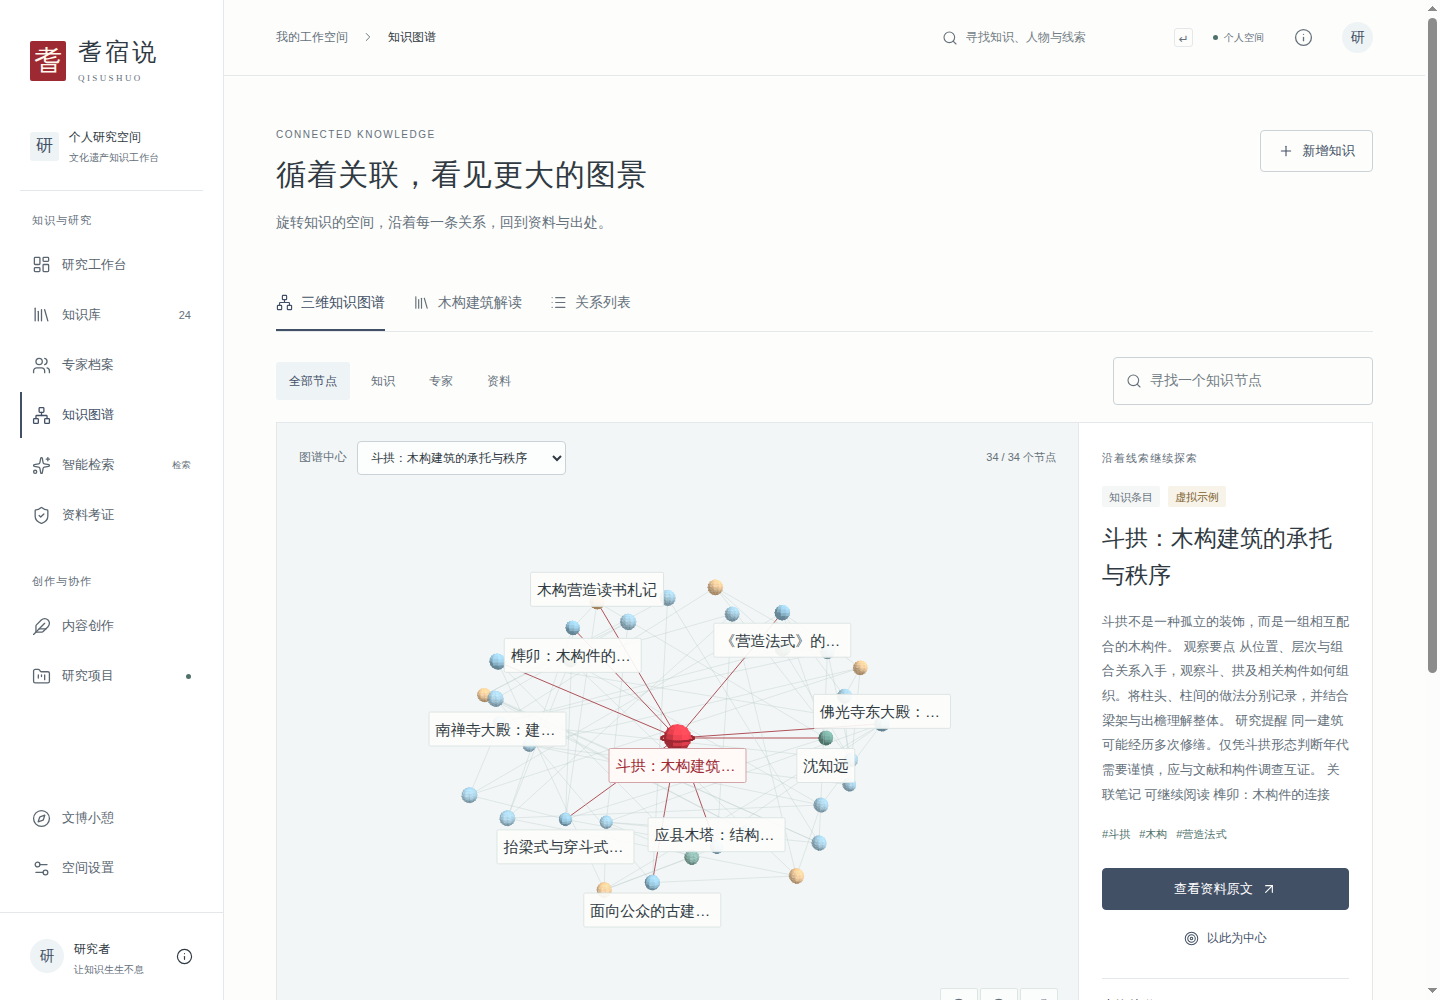 耆
耆宿说
QISUSHUO
研
个人研究空间
文化遗产知识工作台
知识与研究
研究工作台
知识库
24
专家档案
知识图谱
智能检索
检索
资料考证
创作与协作
内容创作
研究项目
文博小憩
空间设置
研
研究者
让知识生生不息
我的工作空间
知识图谱
寻找知识、人物与线索
↵
个人空间
研
CONNECTED KNOWLEDGE
循着关联，看见更大的图景
旋转知识的空间，沿着每一条关系，回到资料与出处。
新增知识
三维知识图谱
木构建筑解读
关系列表
全部节点
知识
专家
资料
寻找一个知识节点
图谱中心
斗拱：木构建筑的承托与秩序
34 / 34 个节点
木构营造读书札记
《营造法式》的…
榫卯：木构件的…
佛光寺东大殿：…
南禅寺大殿：建…
斗拱：木构建筑…
沈知远
抬梁式与穿斗式…
应县木塔：结构…
面向公众的古建…
沿着线索继续探索
知识条目
虚拟示例
斗拱：木构建筑的承托
与秩序
斗拱不是一种孤立的装饰，而是一组相互配
合的木构件。 观察要点 从位置、层次与组
合关系入手，观察斗、拱及相关构件如何组
织。将柱头、柱间的做法分别记录，并结合
梁架与出檐理解整体。 研究提醒 同一建筑
可能经历多次修缮。仅凭斗拱形态判断年代
需要谨慎，应与文献和构件调查互证。 关
联笔记 可继续阅读 榫卯：木构件的连接
#斗拱 #木构 #营造法式
查看资料原文
以此为中心